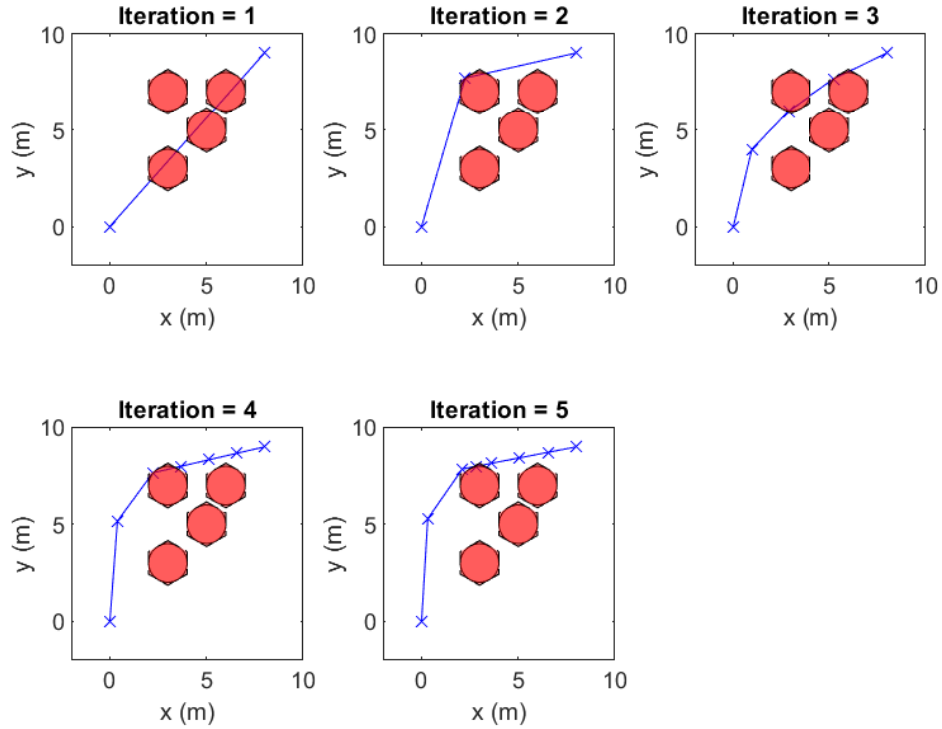 Iteration = 1
10
5
0
y (m)
0
5
10
x (m)
Iteration = 2
10
5
0
y (m)
0
5
10
x (m)
Iteration = 3
10
5
0
y (m)
0
5
10
x (m)
Iteration = 4
10
5
0
y (m)
0
5
10
x (m)
Iteration = 5
10
5
0
y (m)
0
5
10
x (m)